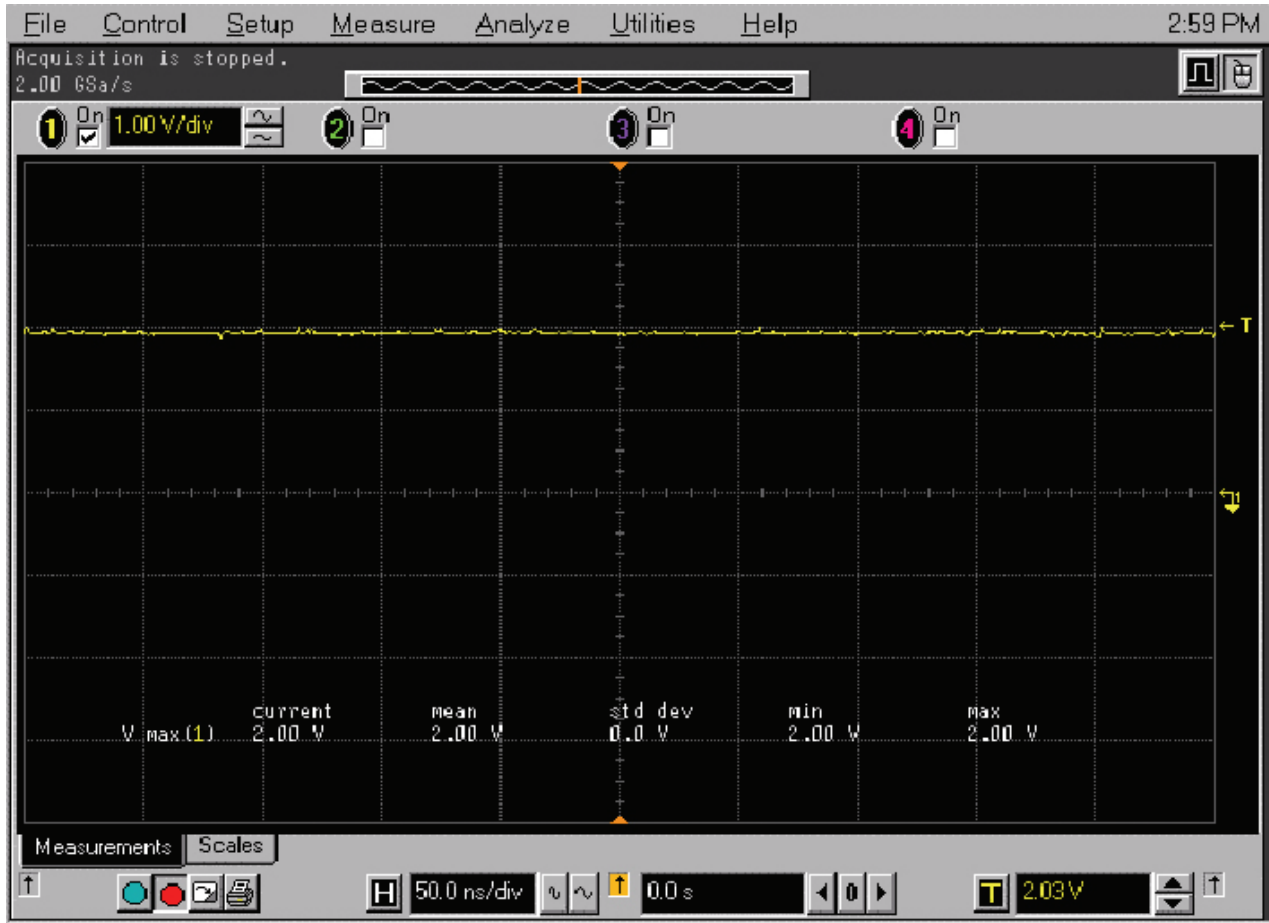 File Control Setup Measure Analyze Utilities Help 2:59 PM
Acquisition is stopped.
2.00 GSa/s
1 On 1.00 V/div 2 On 3 On 4 On
T
1
current mean std dev min max
V max(1) 2.00 V 2.00 V 0.0 V 2.00 V 2.00 V
Measurements Scales
H 50.0 ns/div 0.0 s 0 T 2.03 V